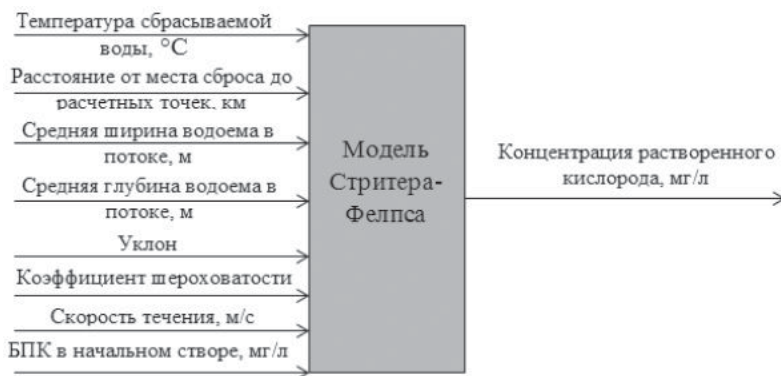 Температура сбрасываемой
воды, °C
Расстояние от места сброса до
расчетных точек, км
Средняя ширина водоема в
потоке, м
Средняя глубина водоема в
потоке, м
Уклон
Коэффициент шероховатости
Скорость течения, м/с
БПК в начальном створе, мг/л
Модель
Стритера-
Фелпса
Концентрация растворенного
кислорода, мг/л